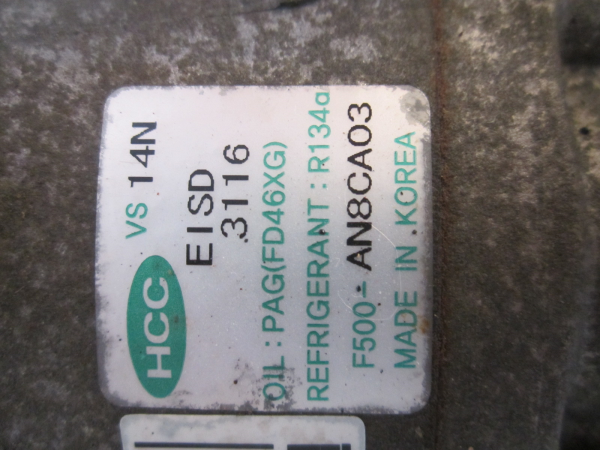 HCC VS 14N
EISD
3116
OIL : PAG(FD46XG)
REFRIGERANT : R134a
F500-AN8CA03
MADE IN KOREA